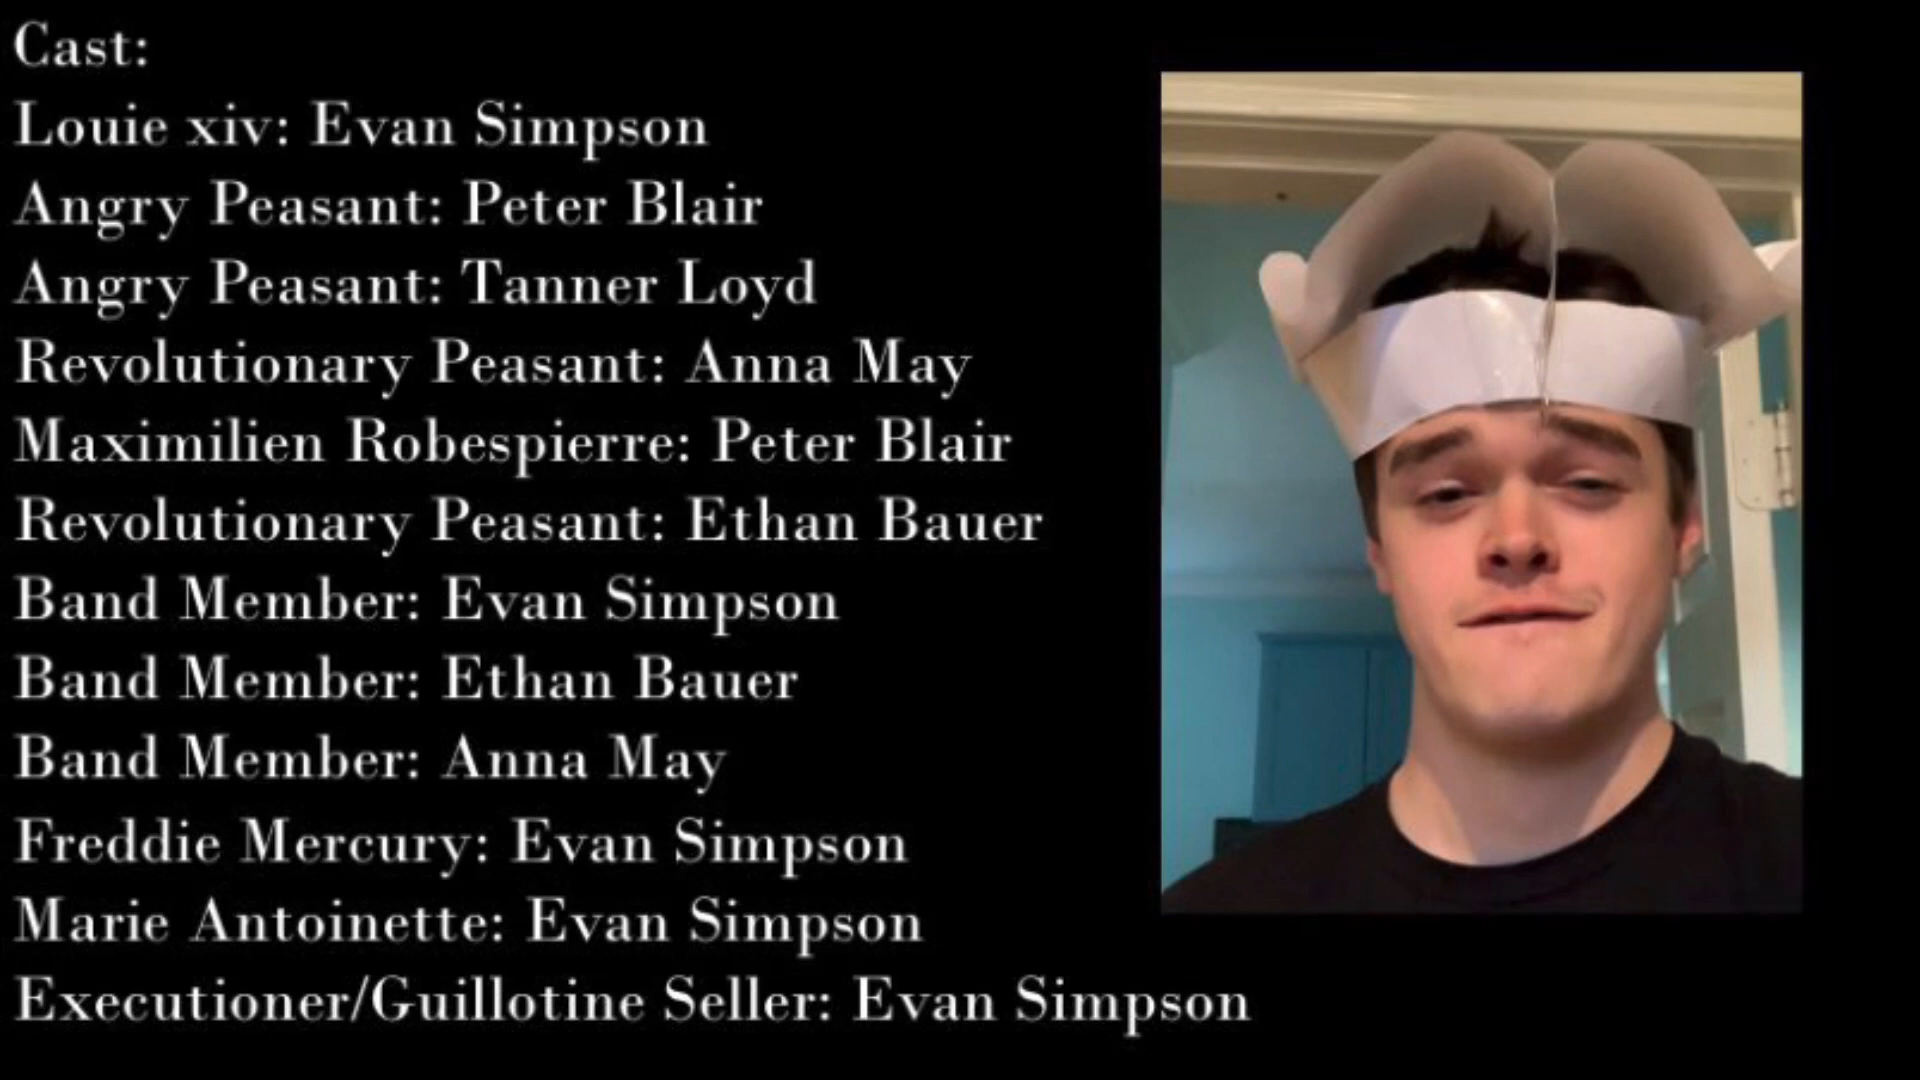 Cast:
Louie xiv: Evan Simpson
Angry Peasant: Peter Blair
Angry Peasant: Tanner Loyd
Revolutionary Peasant: Anna May
Maximilien Robespierre: Peter Blair
Revolutionary Peasant: Ethan Bauer
Band Member: Evan Simpson
Band Member: Ethan Bauer
Band Member: Anna May
Freddie Mercury: Evan Simpson
Marie Antoinette: Evan Simpson
Executioner/Guillotine Seller: Evan Simpson